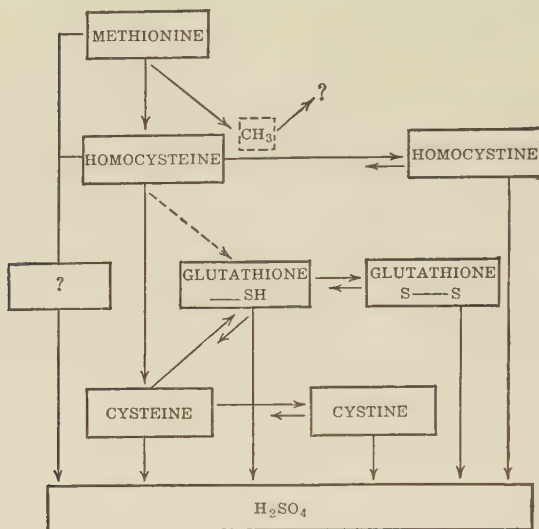 METHIONINE
?
CH₃
HOMOCYSTEINE
HOMOCYSTINE
?
GLUTATHIONE
—SH
GLUTATHIONE
S—S
CYSTEINE
CYSTINE
H₂SO₄